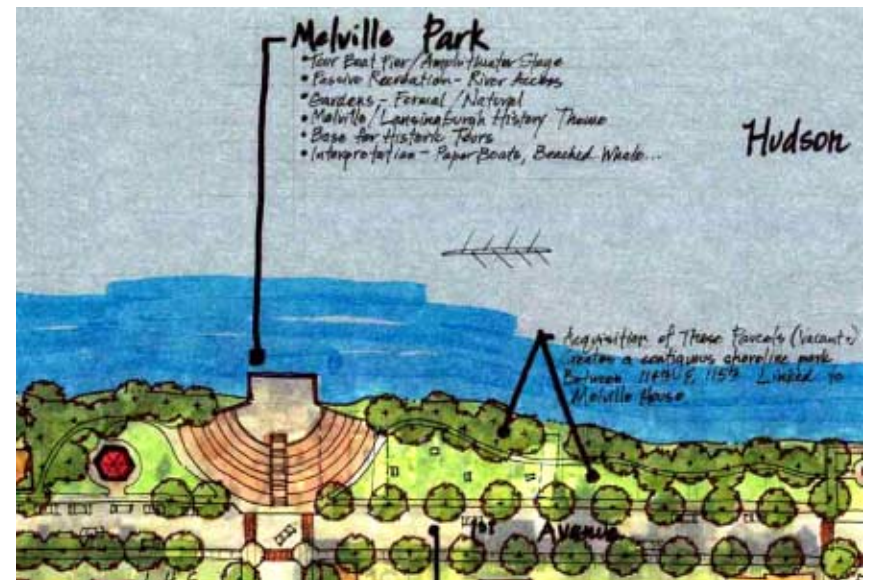 Melville Park
• Tour Boat Pier/Amphitheater Stage
• Passive Recreation - River Access
• Gardens - Formal/Natural
• Melville/Lansingburgh History Theme
• Base for Historic Tours
• Interpretation - Paper Boats, Beached Whale...
Hudson
Acquisition of These Parcels (vacant)
creates a contiguous shoreline park
Between 114th & 115th Linked to
Melville House
1st Avenue